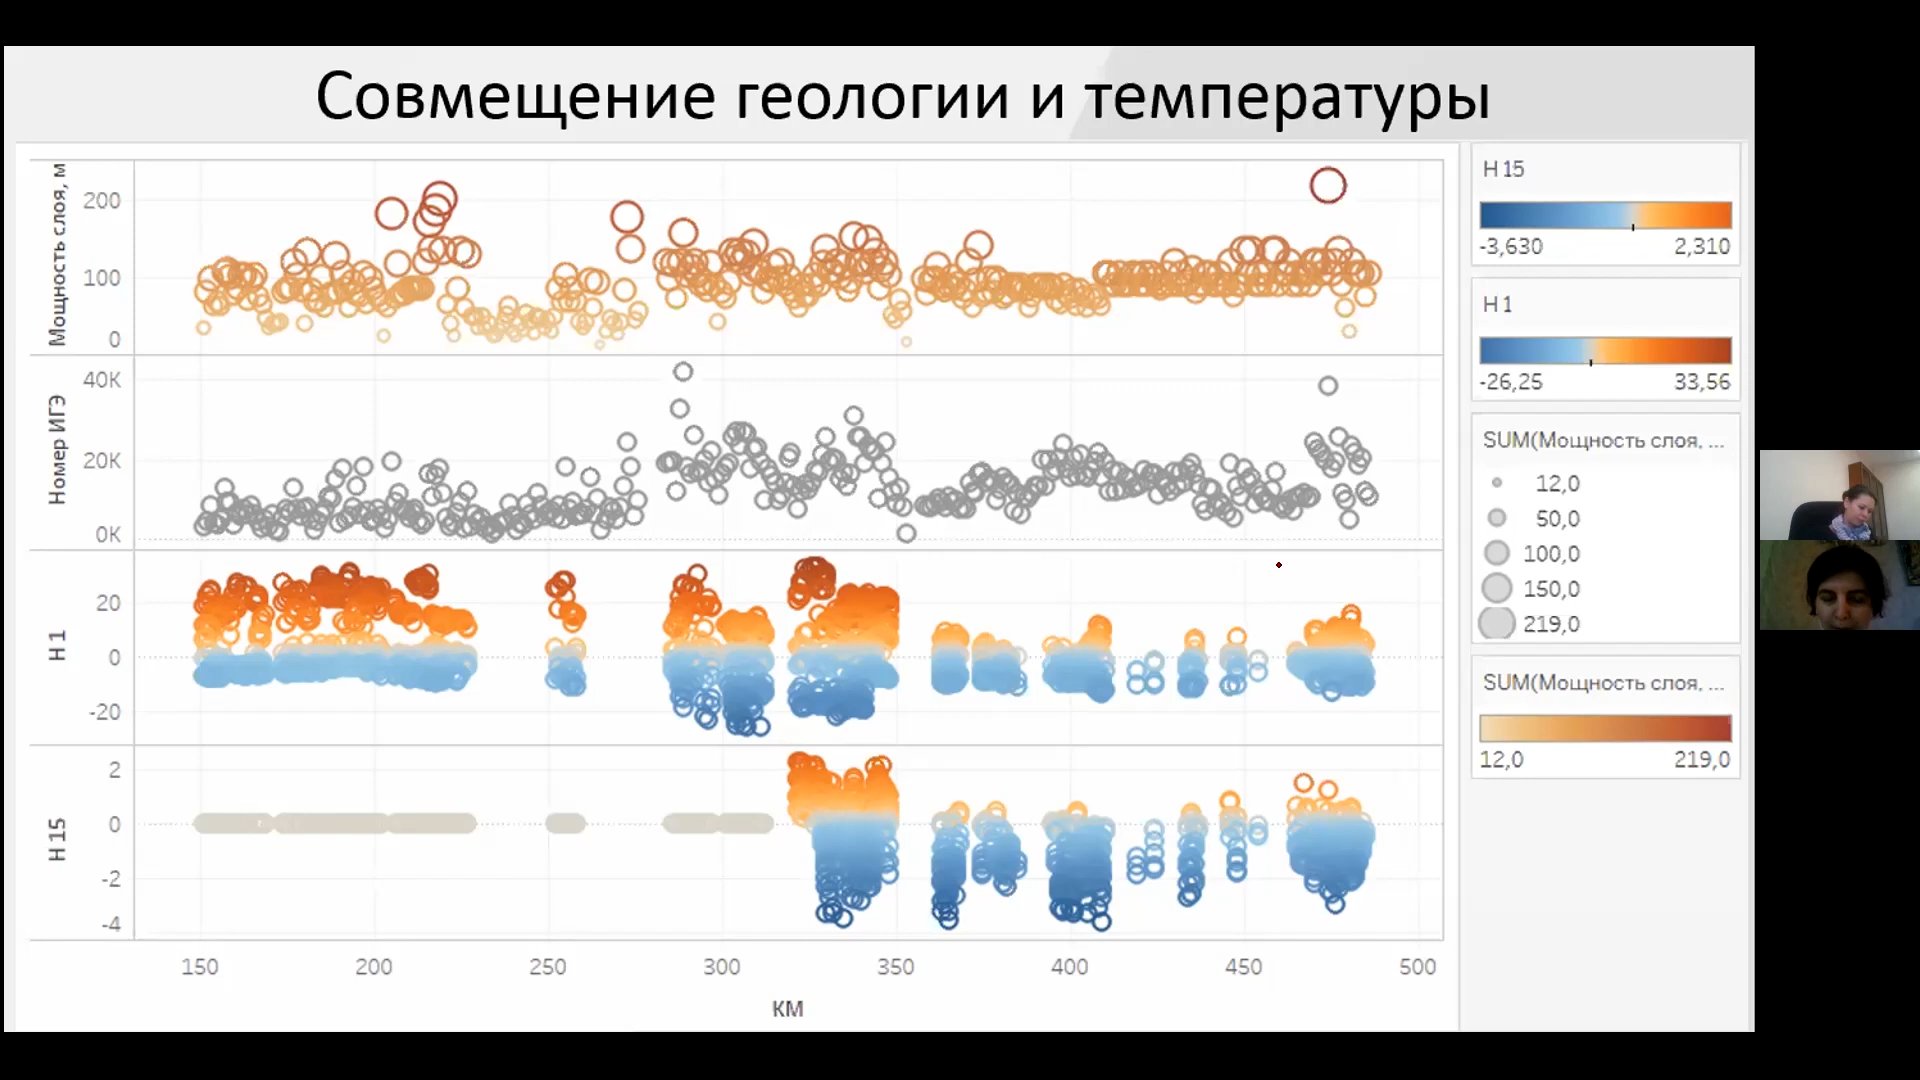 Совмещение геологии и температуры
Мощность слоя, м
200
100
0
Номер ИГЭ
40K
20K
0K
H 1
20
0
-20
H 15
2
0
-2
-4
150 200 250 300 350 400 450 500
КМ
H 15
-3,630 2,310
H 1
-26,25 33,56
SUM(Мощность слоя, ...
12,0
50,0
100,0
150,0
219,0
SUM(Мощность слоя, ...
12,0 219,0